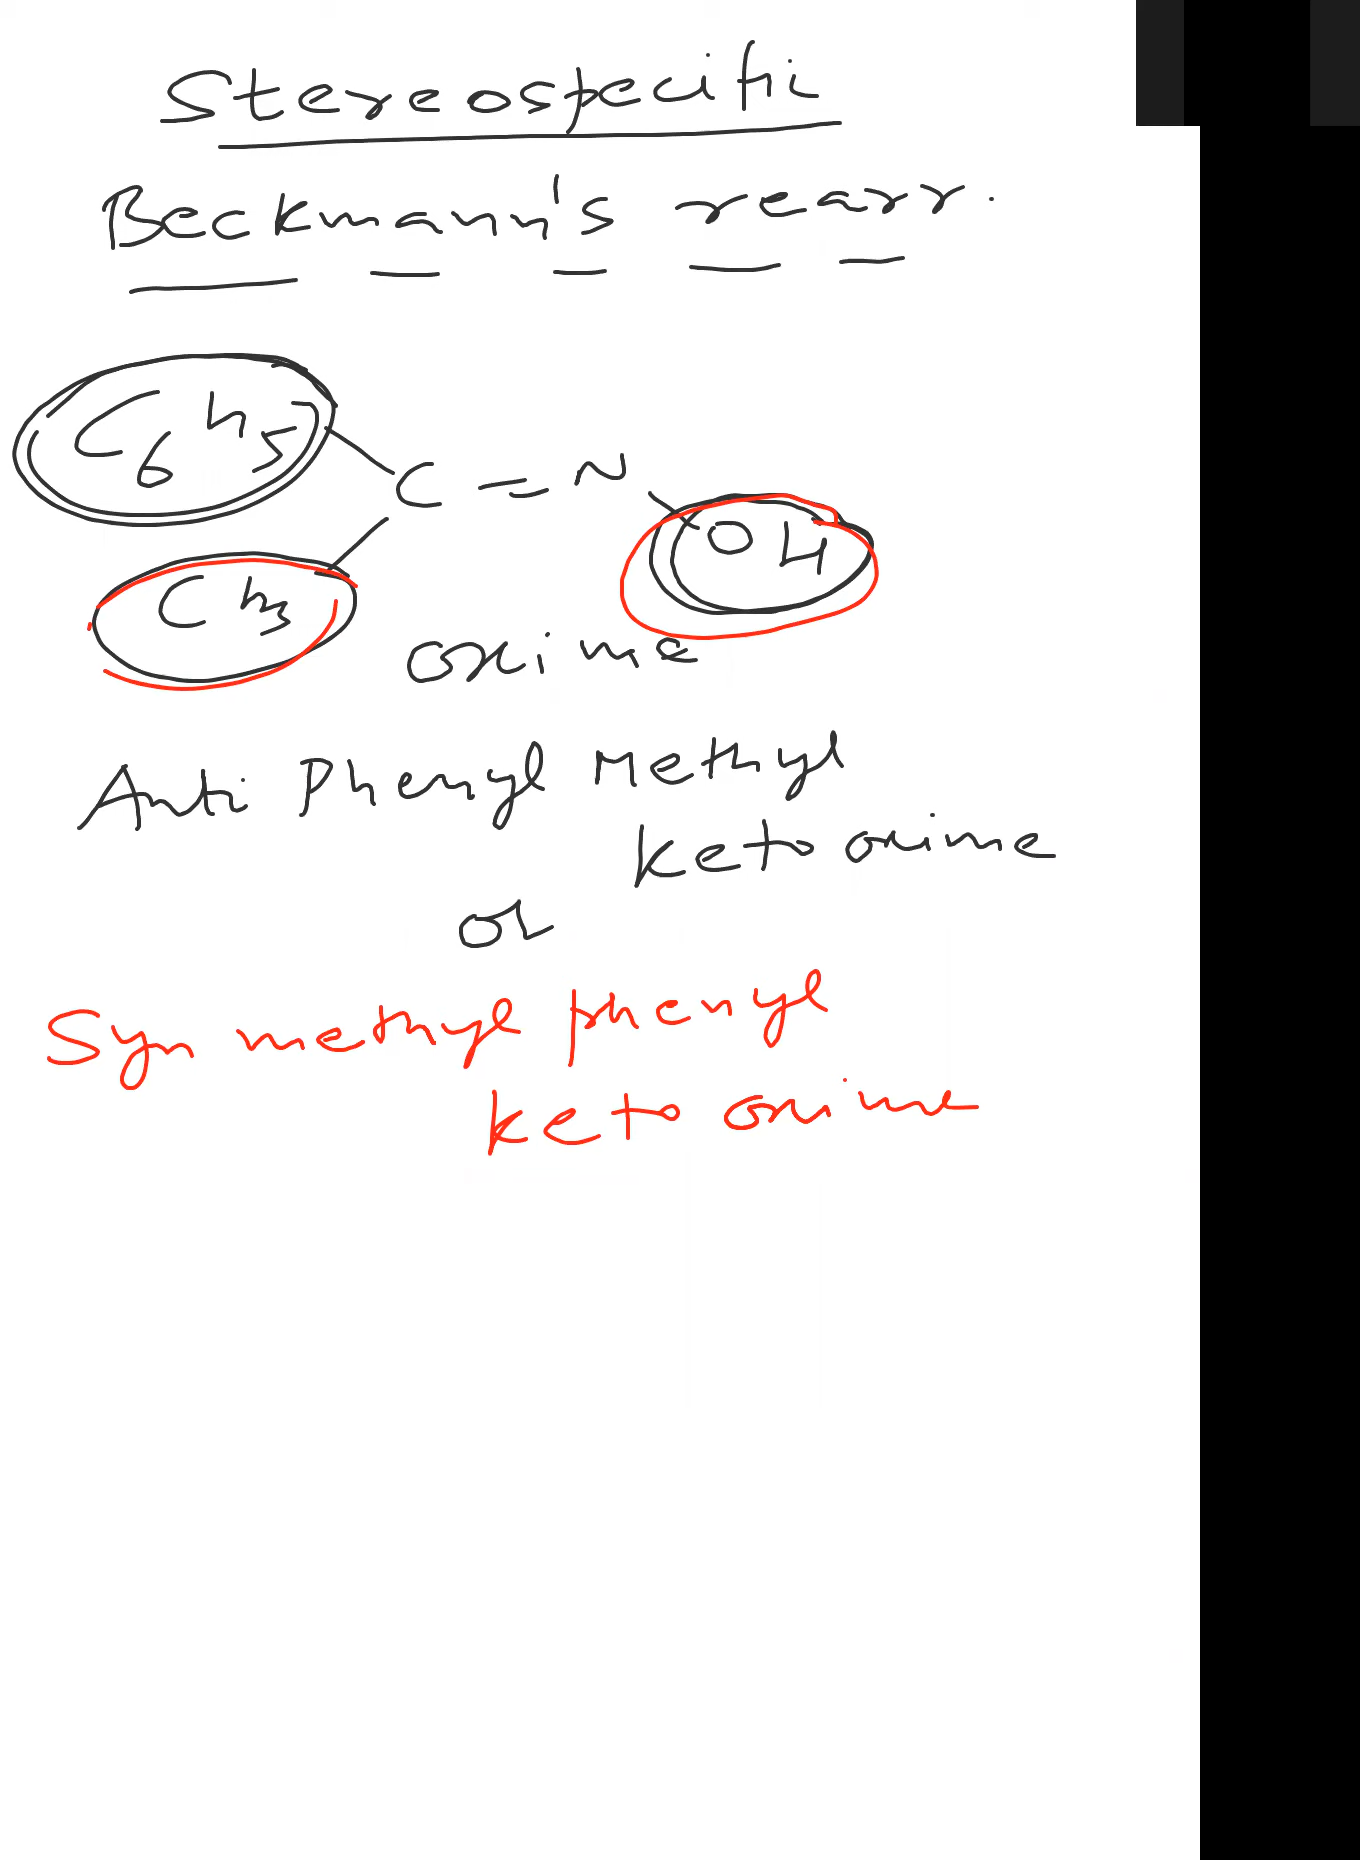 Stereospecific
Beckmann's rearr.
C6H5
C = N
OH
CH3
oxime
Anti Phenyl Methyl
keto oxime
or
Syn methyl phenyl
keto oxime